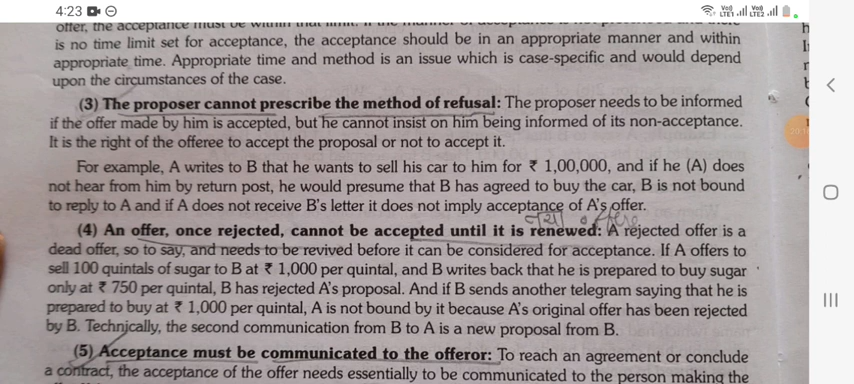 4:23
Vo) LTE1 Vo) LTE2
offer, the acceptance must be within that limit. If the manner of acceptance is not
is no time limit set for acceptance, the acceptance should be in an appropriate manner and within
appropriate time. Appropriate time and method is an issue which is case-specific and would depend
upon the circumstances of the case.
(3) The proposer cannot prescribe the method of refusal: The proposer needs to be informed
if the offer made by him is accepted, but he cannot insist on him being informed of its non-acceptance.
It is the right of the offeree to accept the proposal or not to accept it.
For example, A writes to B that he wants to sell his car to him for ₹ 1,00,000, and if he (A) does
not hear from him by return post, he would presume that B has agreed to buy the car, B is not bound
to reply to A and if A does not receive B's letter it does not imply acceptance of A's offer.
नया offer
(4) An offer, once rejected, cannot be accepted until it is renewed: A rejected offer is a
dead offer, so to say, and needs to be revived before it can be considered for acceptance. If A offers to
sell 100 quintals of sugar to B at ₹ 1,000 per quintal, and B writes back that he is prepared to buy sugar
only at ₹ 750 per quintal, B has rejected A's proposal. And if B sends another telegram saying that he is
prepared to buy at ₹ 1,000 per quintal, A is not bound by it because A's original offer has been rejected
by B. Technically, the second communication from B to A is a new proposal from B.
(5) Acceptance must be communicated to the offeror: To reach an agreement or conclude
a contract, the acceptance of the offer needs essentially to be communicated to the person making the